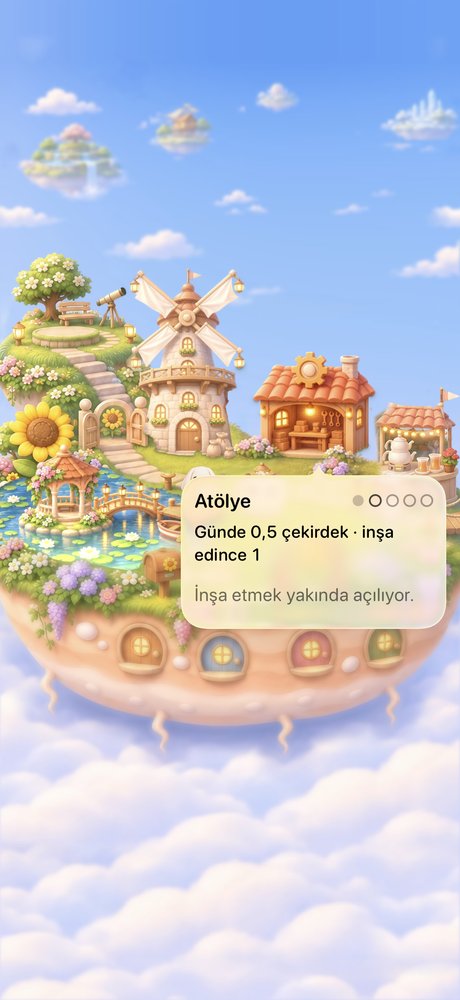 Atölye
Günde 0,5 çekirdek · inşa
edince 1
İnşa etmek yakında açılıyor.